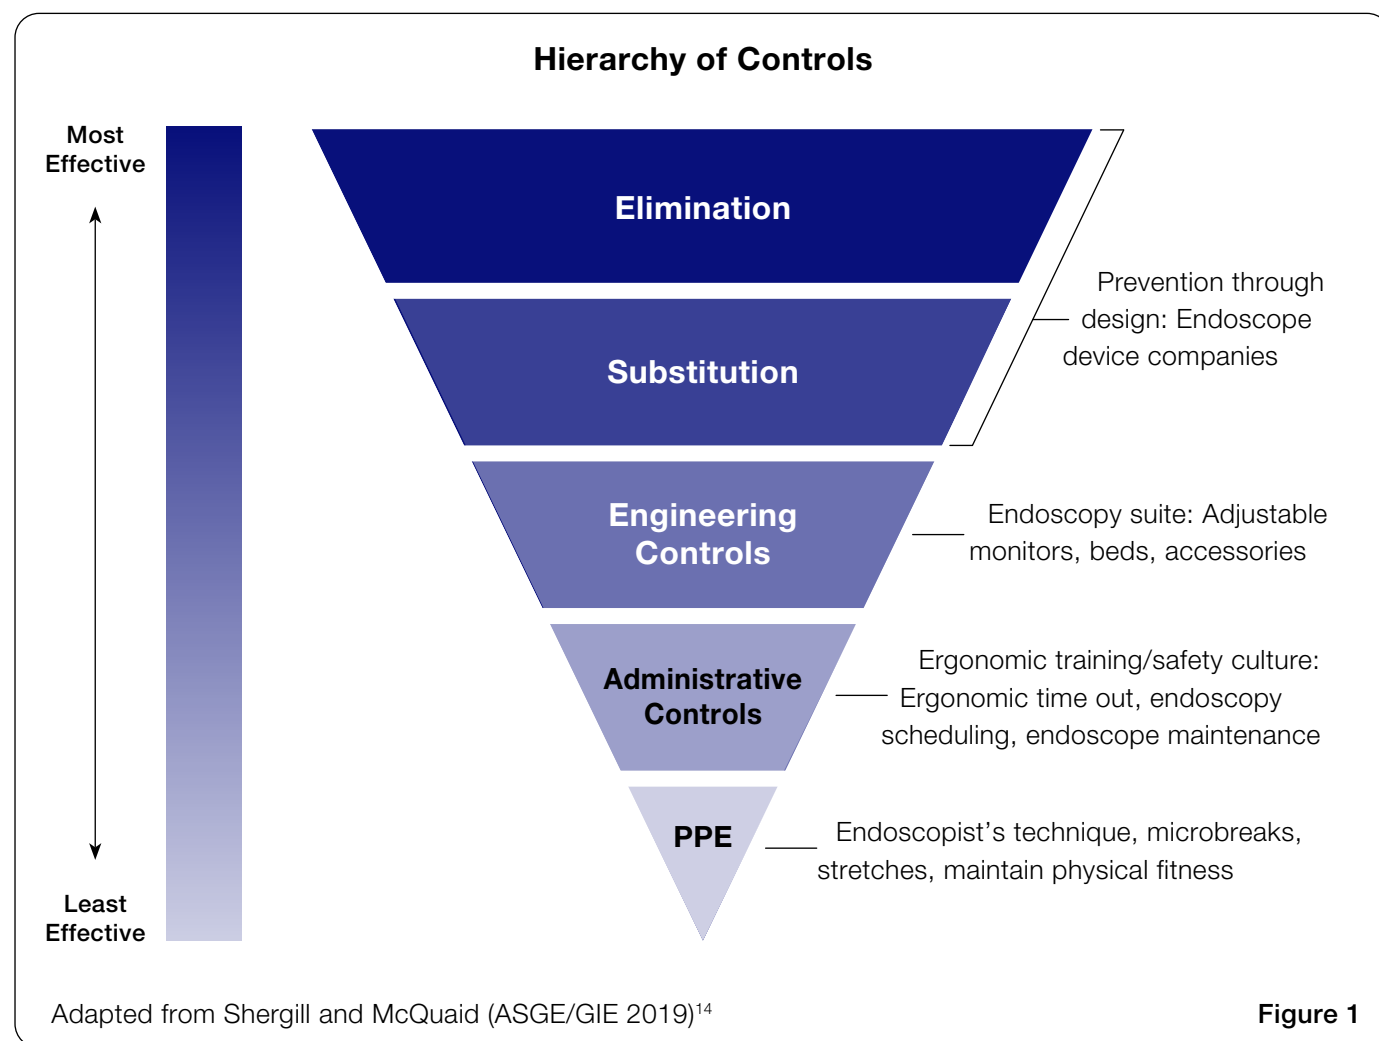 Hierarchy of Controls
Most
Effective
Elimination
Prevention through
design: Endoscope
device companies
Substitution
Engineering
Controls
Endoscopy suite: Adjustable
monitors, beds, accessories
Administrative
Controls
Ergonomic training/safety culture:
Ergonomic time out, endoscopy
scheduling, endoscope maintenance
PPE
Endoscopist’s technique, microbreaks,
stretches, maintain physical fitness
Least
Effective
Adapted from Shergill and McQuaid (ASGE/GIE 2019)¹⁴
Figure 1